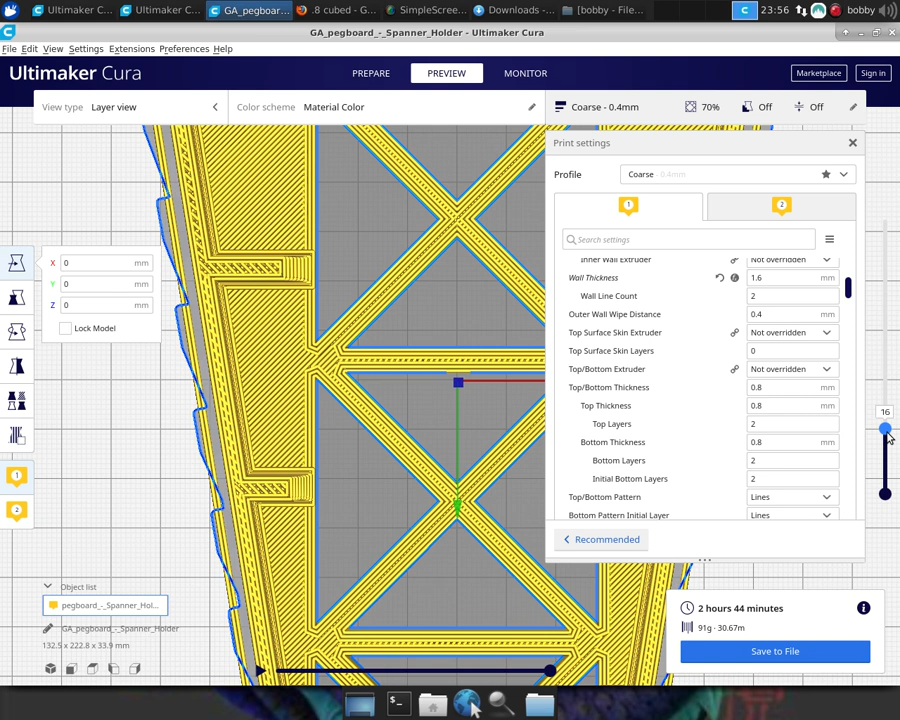 Ultimaker C...
Ultimaker C...
GA_pegboar...
.8 cubed - G...
SimpleScree...
Downloads -...
[bobby - File...
23:56
bobby
GA_pegboard_-_Spanner_Holder - Ultimaker Cura
File Edit View Settings Extensions Preferences Help
Ultimaker Cura
PREPARE
PREVIEW
MONITOR
Marketplace
Sign in
View type Layer view
Color scheme Material Color
Coarse - 0.4mm
70%
Off
Off
Print settings
Profile
Coarse - 0.4mm
1
2
Search settings
Inner Wall Extruder Not overridden
Wall Thickness 1.6 mm
Wall Line Count 2
Outer Wall Wipe Distance 0.4 mm
Top Surface Skin Extruder Not overridden
Top Surface Skin Layers 0
Top/Bottom Extruder Not overridden
Top/Bottom Thickness 0.8 mm
Top Thickness 0.8 mm
Top Layers 2
Bottom Thickness 0.8 mm
Bottom Layers 2
Initial Bottom Layers 2
Top/Bottom Pattern Lines
Bottom Pattern Initial Layer Lines
Recommended
X 0 mm
Y 0 mm
Z 0 mm
Lock Model
1
2
16
Object list
pegboard_-_Spanner_Hol...
GA_pegboard_-_Spanner_Holder
132.5 x 222.8 x 33.9 mm
2 hours 44 minutes
91g · 30.67m
Save to File